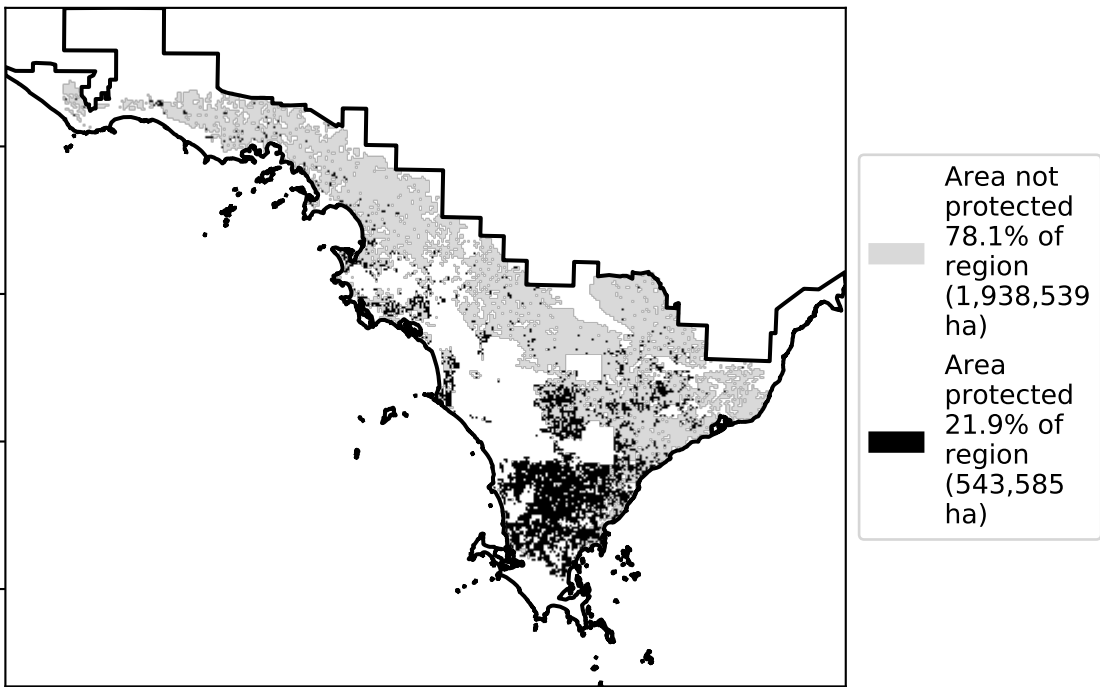 Area not
protected
78.1% of
region
(1,938,539
ha)
Area
protected
21.9% of
region
(543,585
ha)